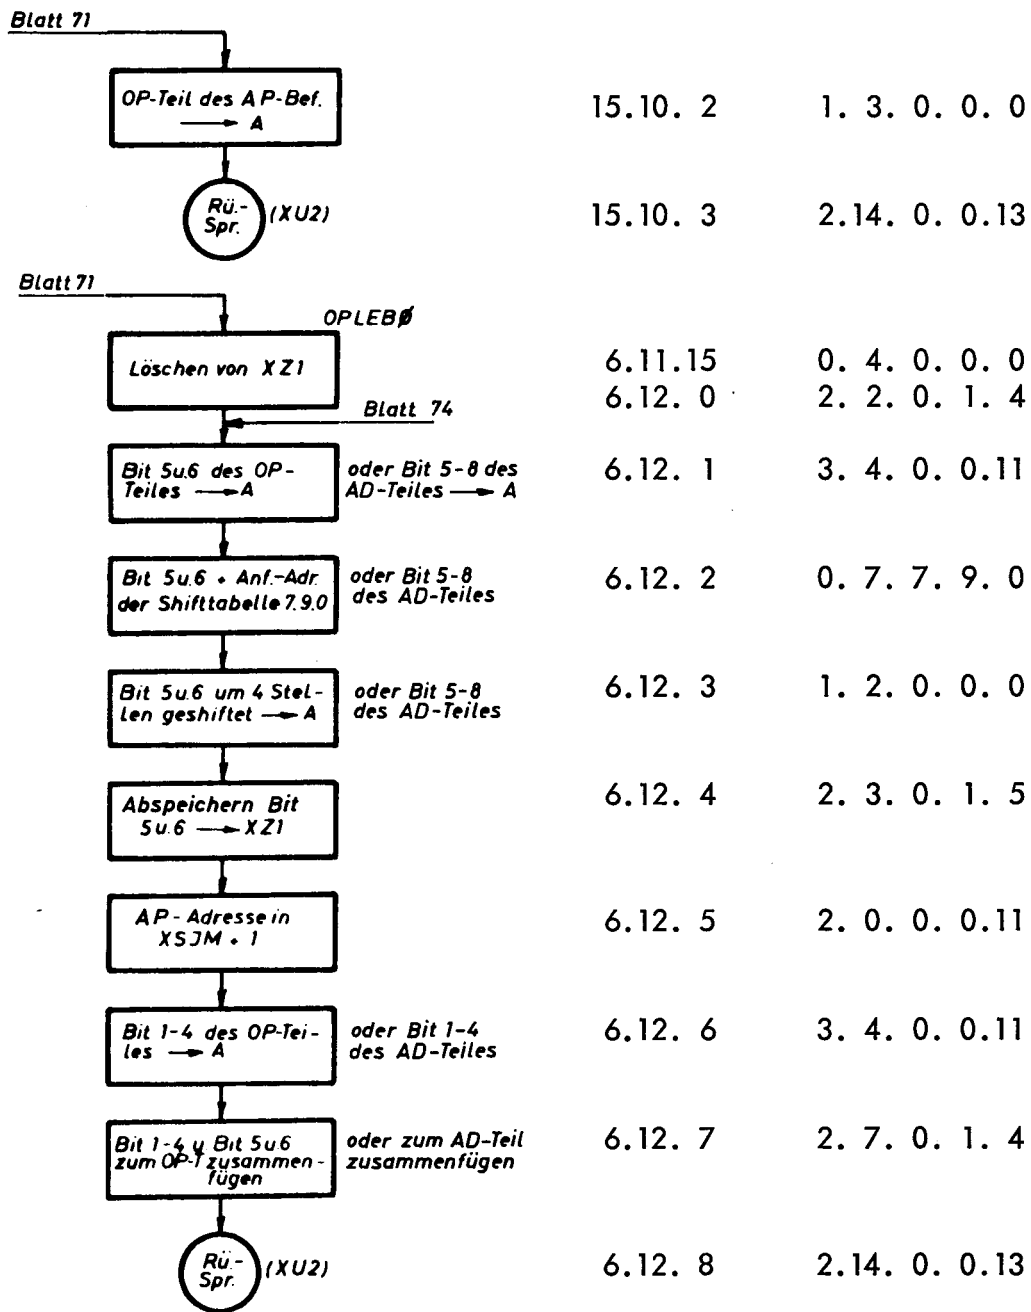 Blatt 71
OP-Teil des AP-Bef.
→ A
15.10. 2 1. 3. 0. 0. 0
Rü.-
Spr. (XU2)
15.10. 3 2.14. 0. 0.13
Blatt 71
OPLEBØ
Löschen von XZ1
6.11.15 0. 4. 0. 0. 0
6.12. 0 2. 2. 0. 1. 4
Blatt 74
Bit 5u.6 des OP-
Teiles → A
oder Bit 5-8 des
AD-Teiles → A
6.12. 1 3. 4. 0. 0.11
Bit 5u.6 + Anf.-Adr.
der Shifttabelle 7.9.0
oder Bit 5-8
des AD-Teiles
6.12. 2 0. 7. 7. 9. 0
Bit 5u.6 um 4 Stel-
len geshiftet → A
oder Bit 5-8
des AD-Teiles
6.12. 3 1. 2. 0. 0. 0
Abspeichern Bit
5u.6 → XZ1
6.12. 4 2. 3. 0. 1. 5
AP-Adresse in
XSJM + 1
6.12. 5 2. 0. 0. 0.11
Bit 1-4 des OP-Tei-
les → A
oder Bit 1-4
des AD-Teiles
6.12. 6 3. 4. 0. 0.11
Bit 1-4 u. Bit 5u.6
zum OP-T zusammen-
fügen
oder zum AD-Teil
zusammenfügen
6.12. 7 2. 7. 0. 1. 4
Rü.-
Spr. (XU2)
6.12. 8 2.14. 0. 0.13